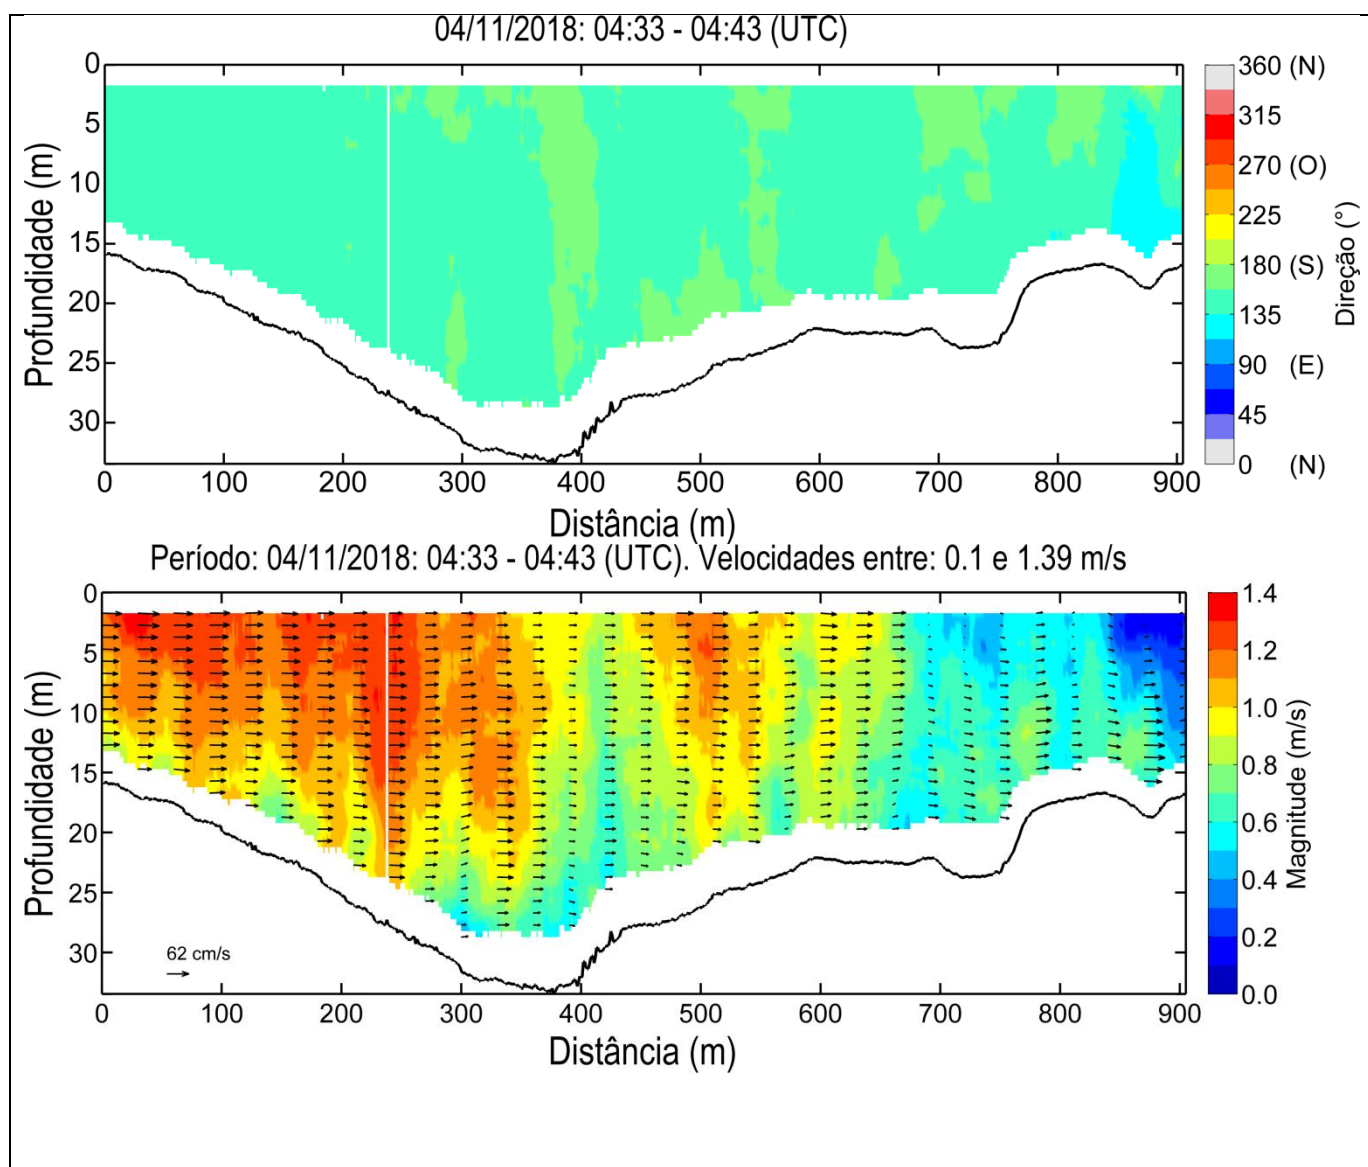 04/11/2018: 04:33 - 04:43 (UTC)
0
5
10
15
20
25
30
Profundidade (m)
0 100 200 300 400 500 600 700 800 900
Distância (m)
360 (N)
315
270 (O)
225
180 (S)
135
90 (E)
45
0 (N)
Direção (°)
Período: 04/11/2018: 04:33 - 04:43 (UTC). Velocidades entre: 0.1 e 1.39 m/s
0
5
10
15
20
25
30
Profundidade (m)
62 cm/s
0 100 200 300 400 500 600 700 800 900
Distância (m)
1.4
1.2
1.0
0.8
0.6
0.4
0.2
0.0
Magnitude (m/s)